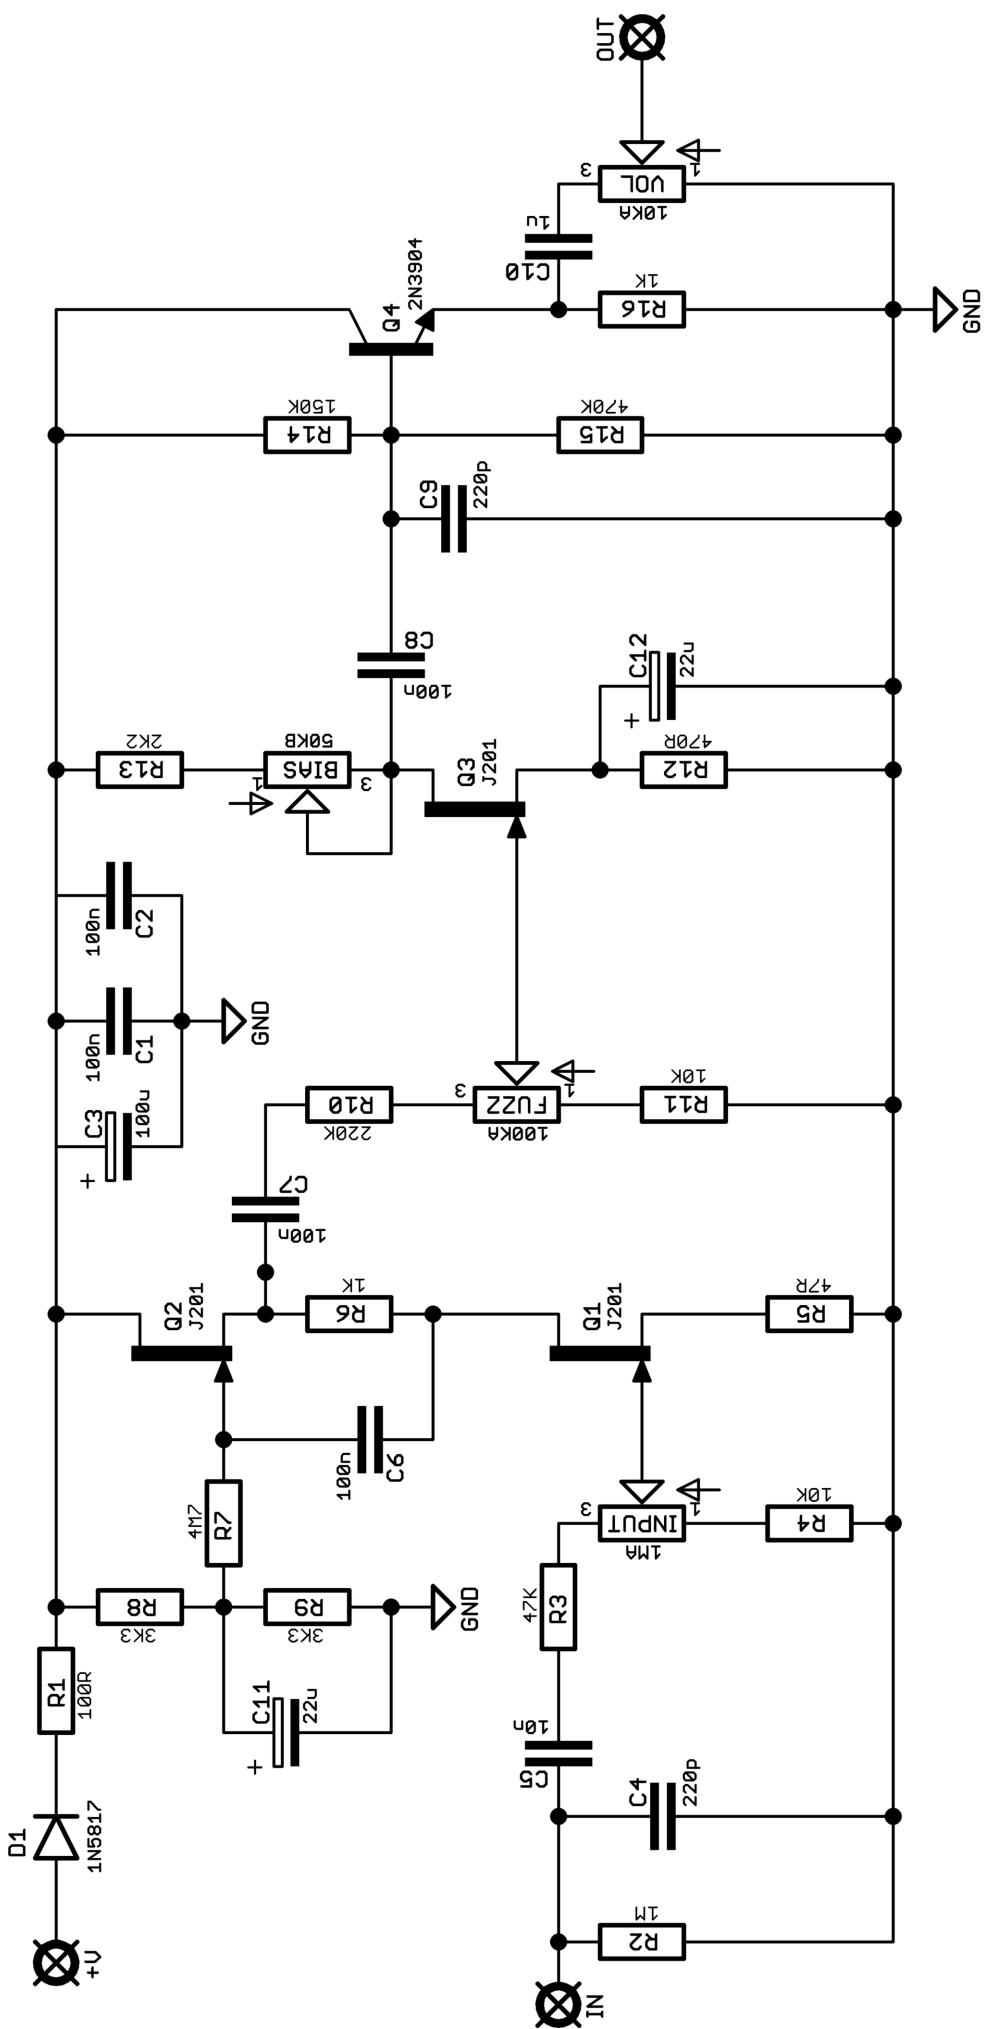 OUT
VOL
10KA
3
1
C10
1u
R16
1K
GND
Q4
2N3904
R14
150K
R15
470K
C9
220p
C8
100n
R13
2K2
BIAS
50KB
1
3
Q3
J201
C12
22u
+
R12
470R
C2
100n
C1
100n
GND
C3
100u
+
R10
220K
FUZZ
100KA
3
1
R11
10K
C7
100n
Q2
J201
R6
1K
Q1
J201
R5
47R
C6
100n
R7
4M7
INPUT
1MA
3
1
R4
10K
R3
47K
R8
3K3
R9
3K3
GND
R1
100R
C11
22u
+
C5
10n
C4
220p
D1
1N5817
R2
1M
+V
IN